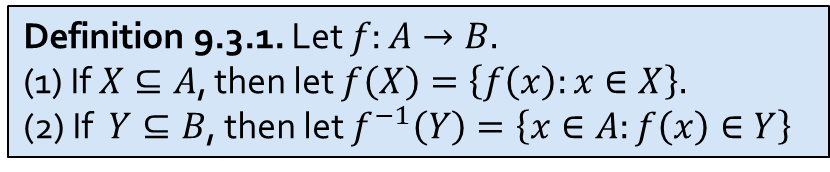 Definition 9.3.1. Let f: A → B.
(1) If X ⊆ A, then let f(X) = {f(x): x ∈ X}.
(2) If Y ⊆ B, then let f⁻¹(Y) = {x ∈ A: f(x) ∈ Y}